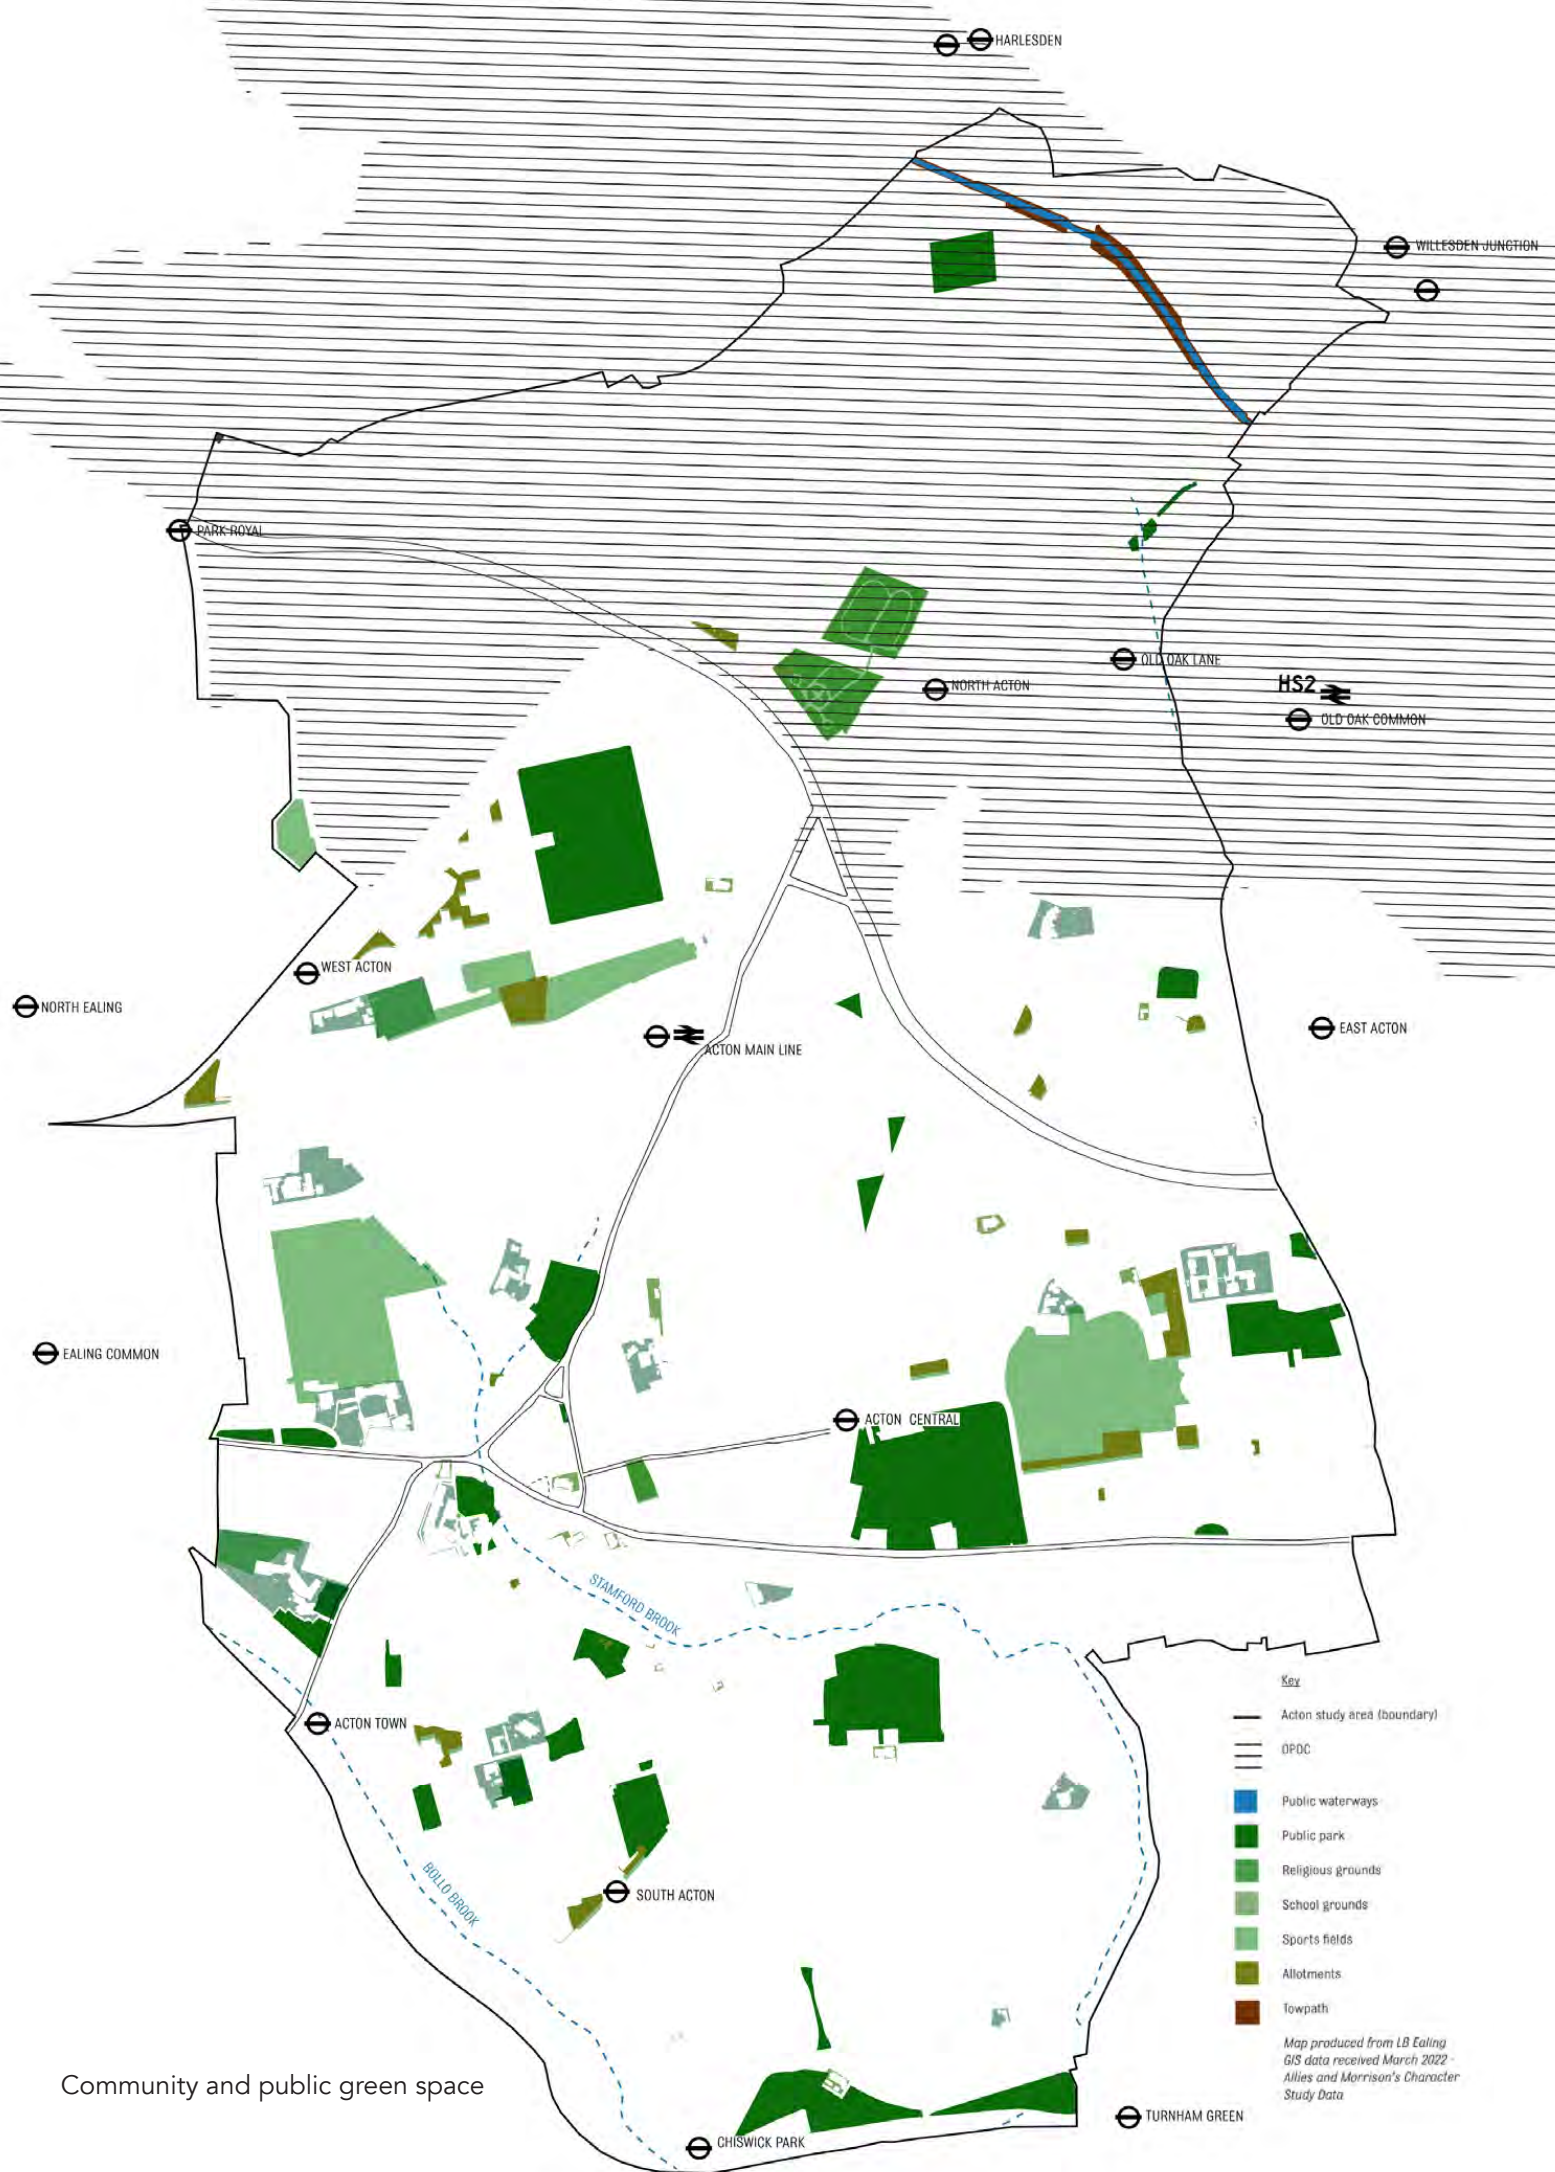 HARLESDEN
WILLESDEN JUNCTION
PARK ROYAL
OLD OAK LANE
NORTH ACTON
HS2
OLD OAK COMMON
WEST ACTON
NORTH EALING
EAST ACTON
ACTON MAIN LINE
EALING COMMON
ACTON CENTRAL
STAMFORD BROOK
ACTON TOWN
BOLLO BROOK
SOUTH ACTON
Key
Acton study area (boundary)
OPDC
Public waterways
Public park
Religious grounds
School grounds
Sports fields
Allotments
Towpath
Map produced from LB Ealing
GIS data received March 2022 -
Allies and Morrison's Character
Study Data
Community and public green space
TURNHAM GREEN
CHISWICK PARK